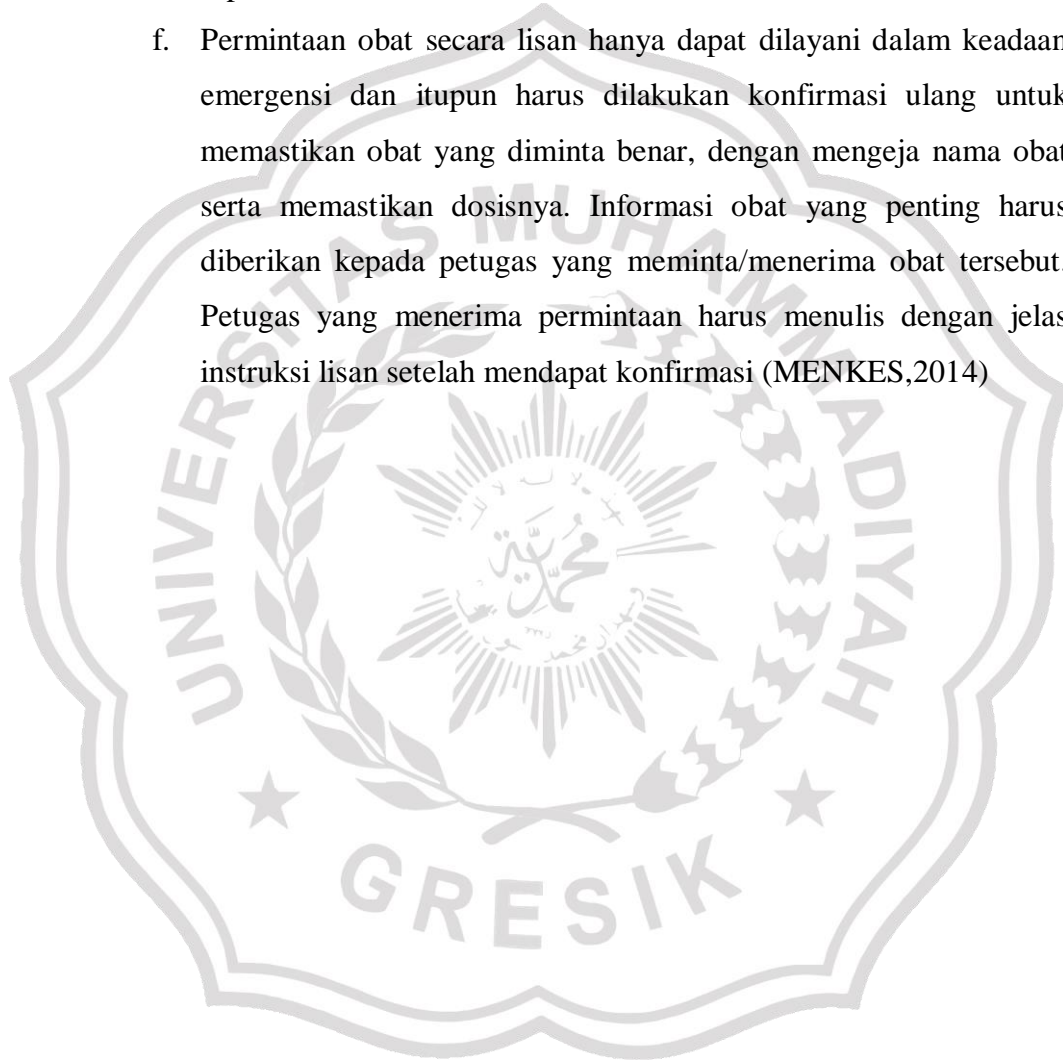 f. Permintaan obat secara lisan hanya dapat dilayani dalam keadaan
emergensi dan itupun harus dilakukan konfirmasi ulang untuk
memastikan obat yang diminta benar, dengan mengeja nama obat
serta memastikan dosisnya. Informasi obat yang penting harus
diberikan kepada petugas yang meminta/menerima obat tersebut.
Petugas yang menerima permintaan harus menulis dengan jelas
instruksi lisan setelah mendapat konfirmasi (MENKES,2014)
UNIVERSITAS MUHAMMADIYAH
GRESIK